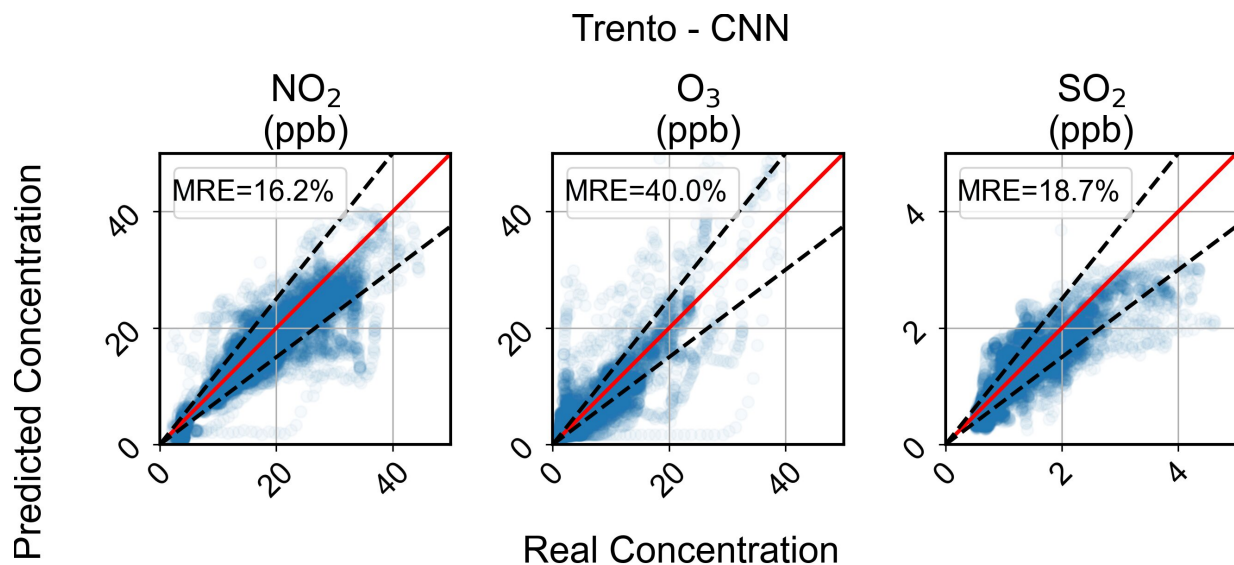 Trento - CNN
NO₂
(ppb)
O₃
(ppb)
SO₂
(ppb)
Predicted Concentration
MRE=16.2%
MRE=40.0%
MRE=18.7%
40
20
0
40
20
0
4
2
0
0
20
40
0
20
40
0
2
4
Real Concentration